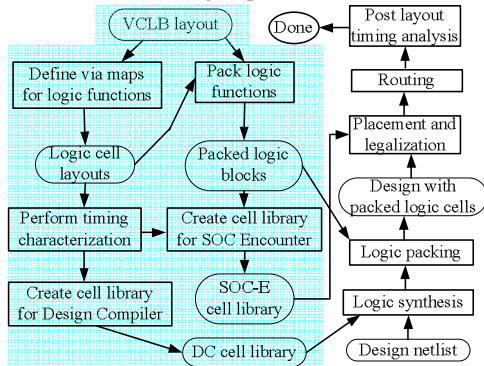 VCLB layout
Define via maps
for logic functions
Pack logic
functions
Logic cell
layouts
Packed logic
blocks
Perform timing
characterization
Create cell library
for SOC Encounter
Create cell library
for Design Compiler
SOC-E
cell library
DC cell library
Done
Post layout
timing analysis
Routing
Placement and
legalization
Design with
packed logic cells
Logic packing
Logic synthesis
Design netlist